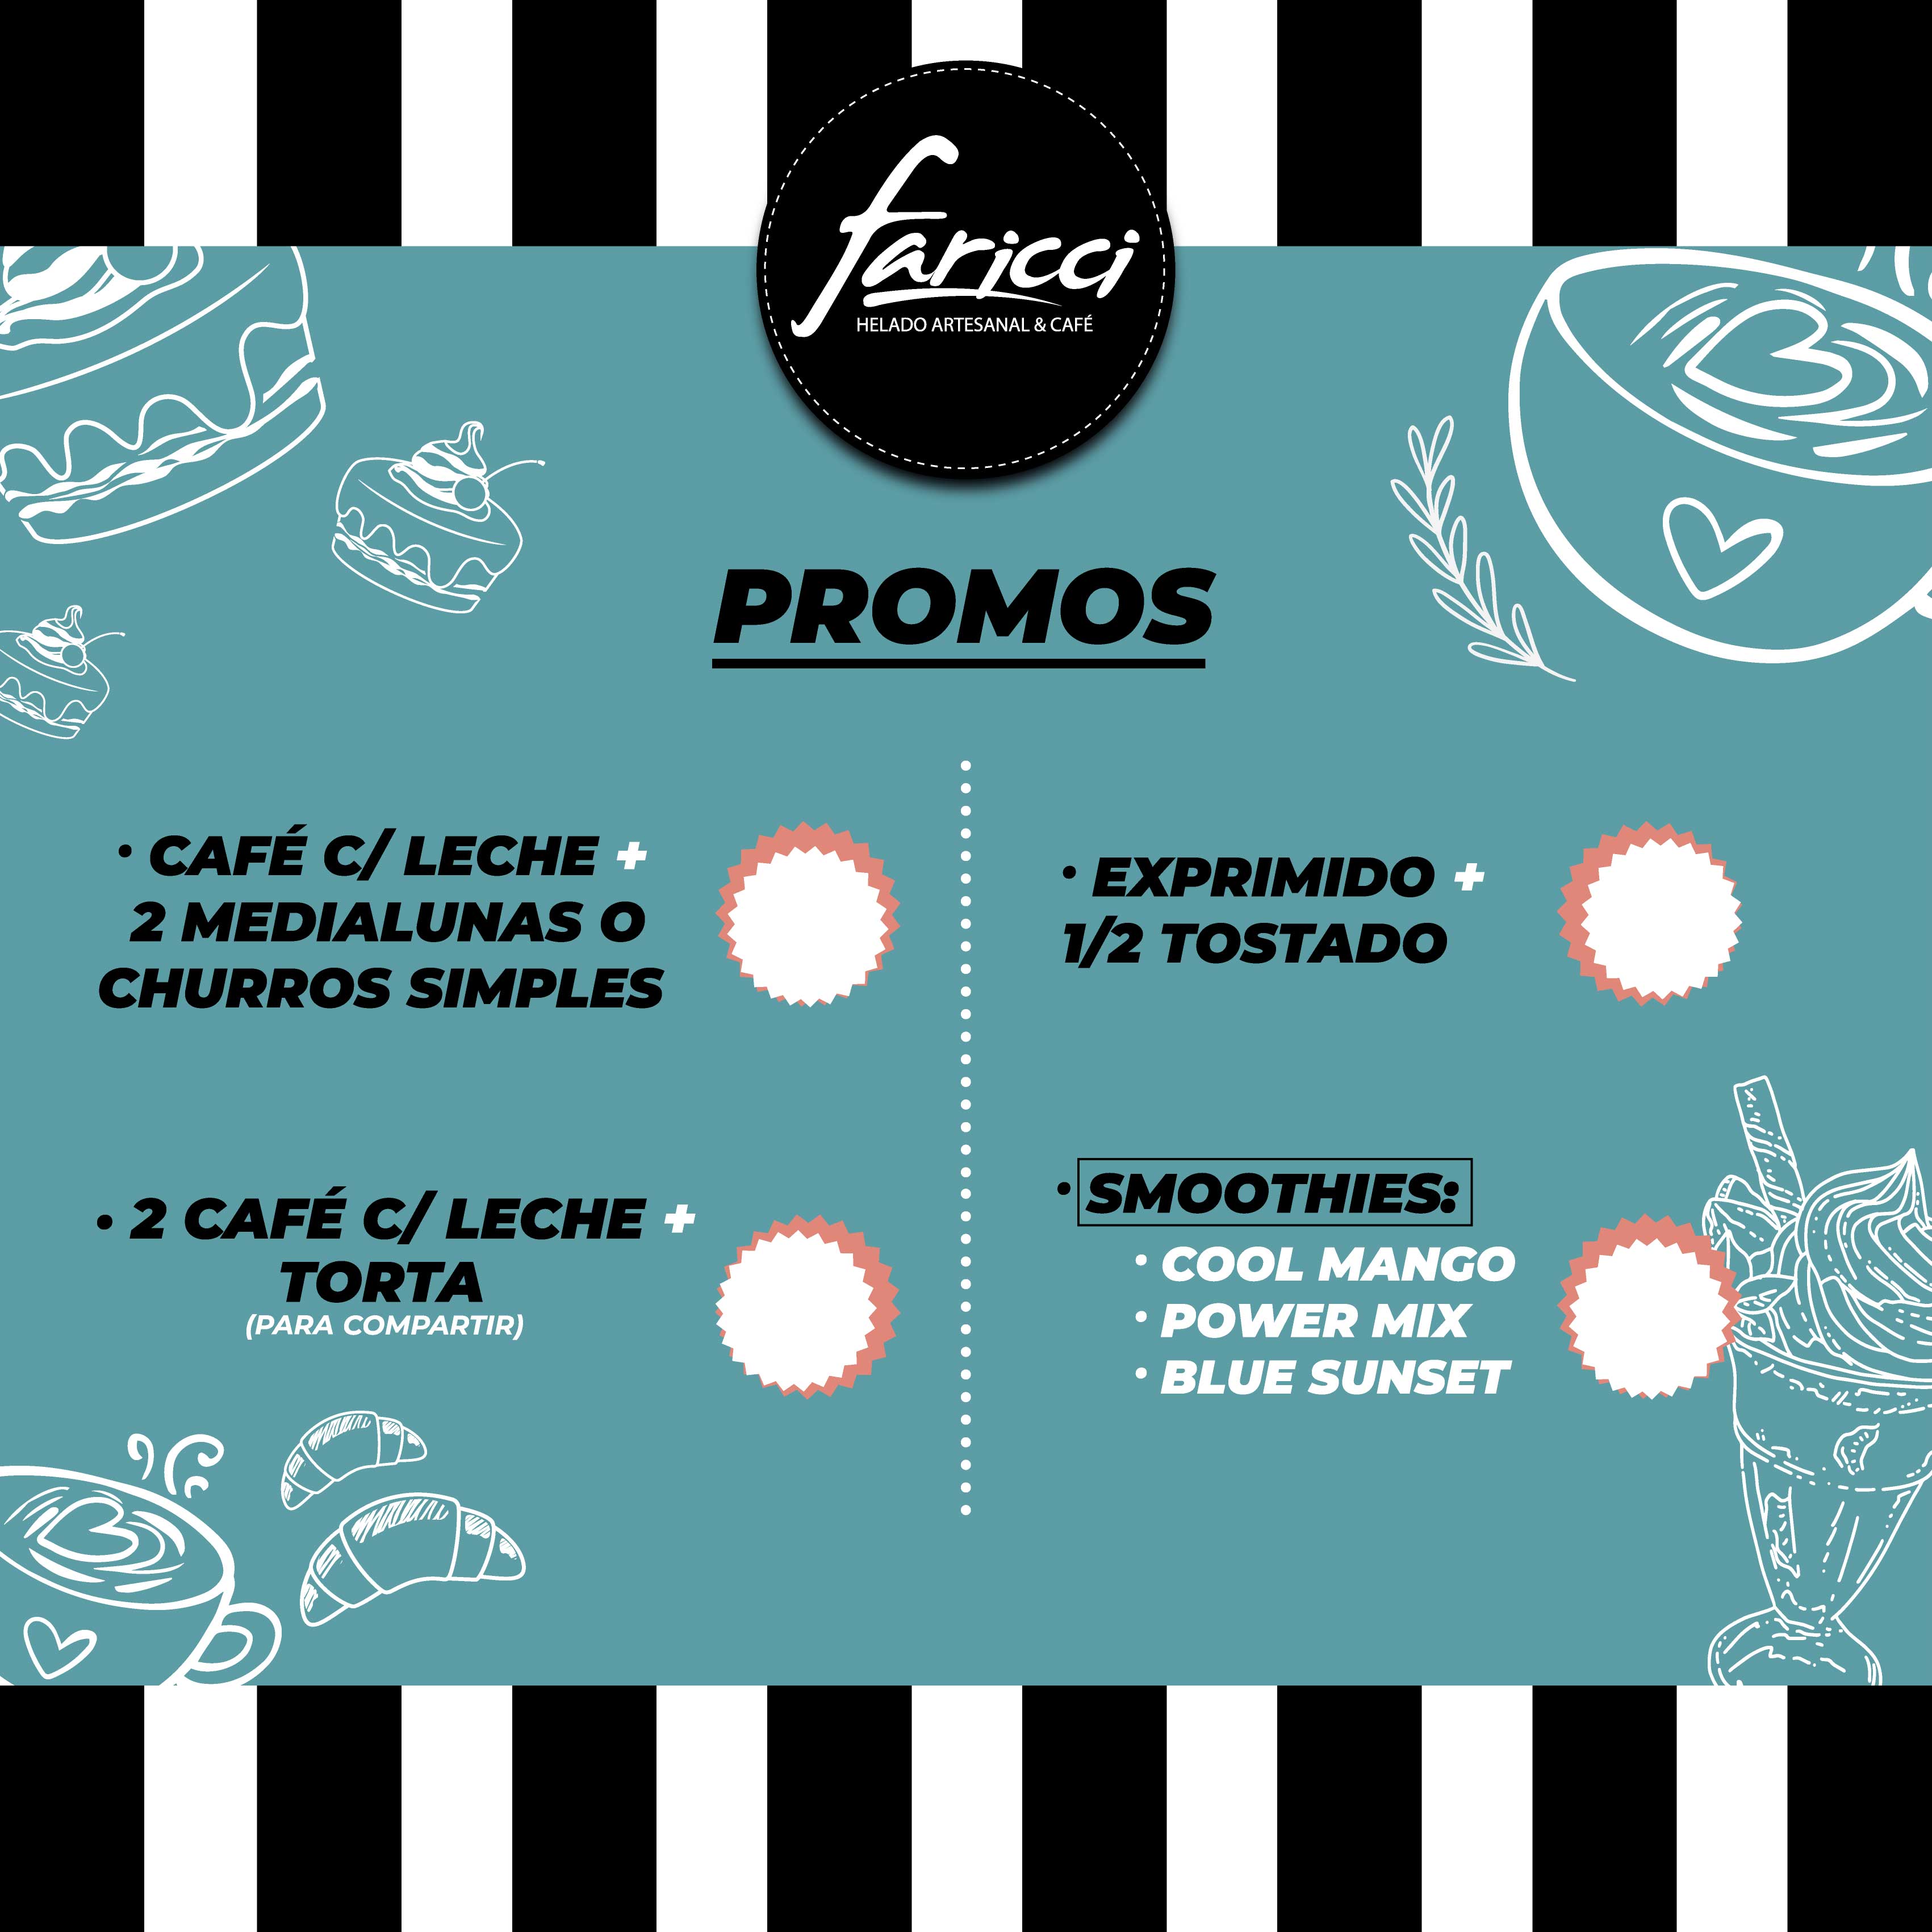 Faricci
HELADO ARTESANAL & CAFÉ
PROMOS
• CAFÉ C/ LECHE +
2 MEDIALUNAS O
CHURROS SIMPLES
• 2 CAFÉ C/ LECHE +
TORTA
(PARA COMPARTIR)
• EXPRIMIDO +
1/2 TOSTADO
• SMOOTHIES:
• COOL MANGO
• POWER MIX
• BLUE SUNSET